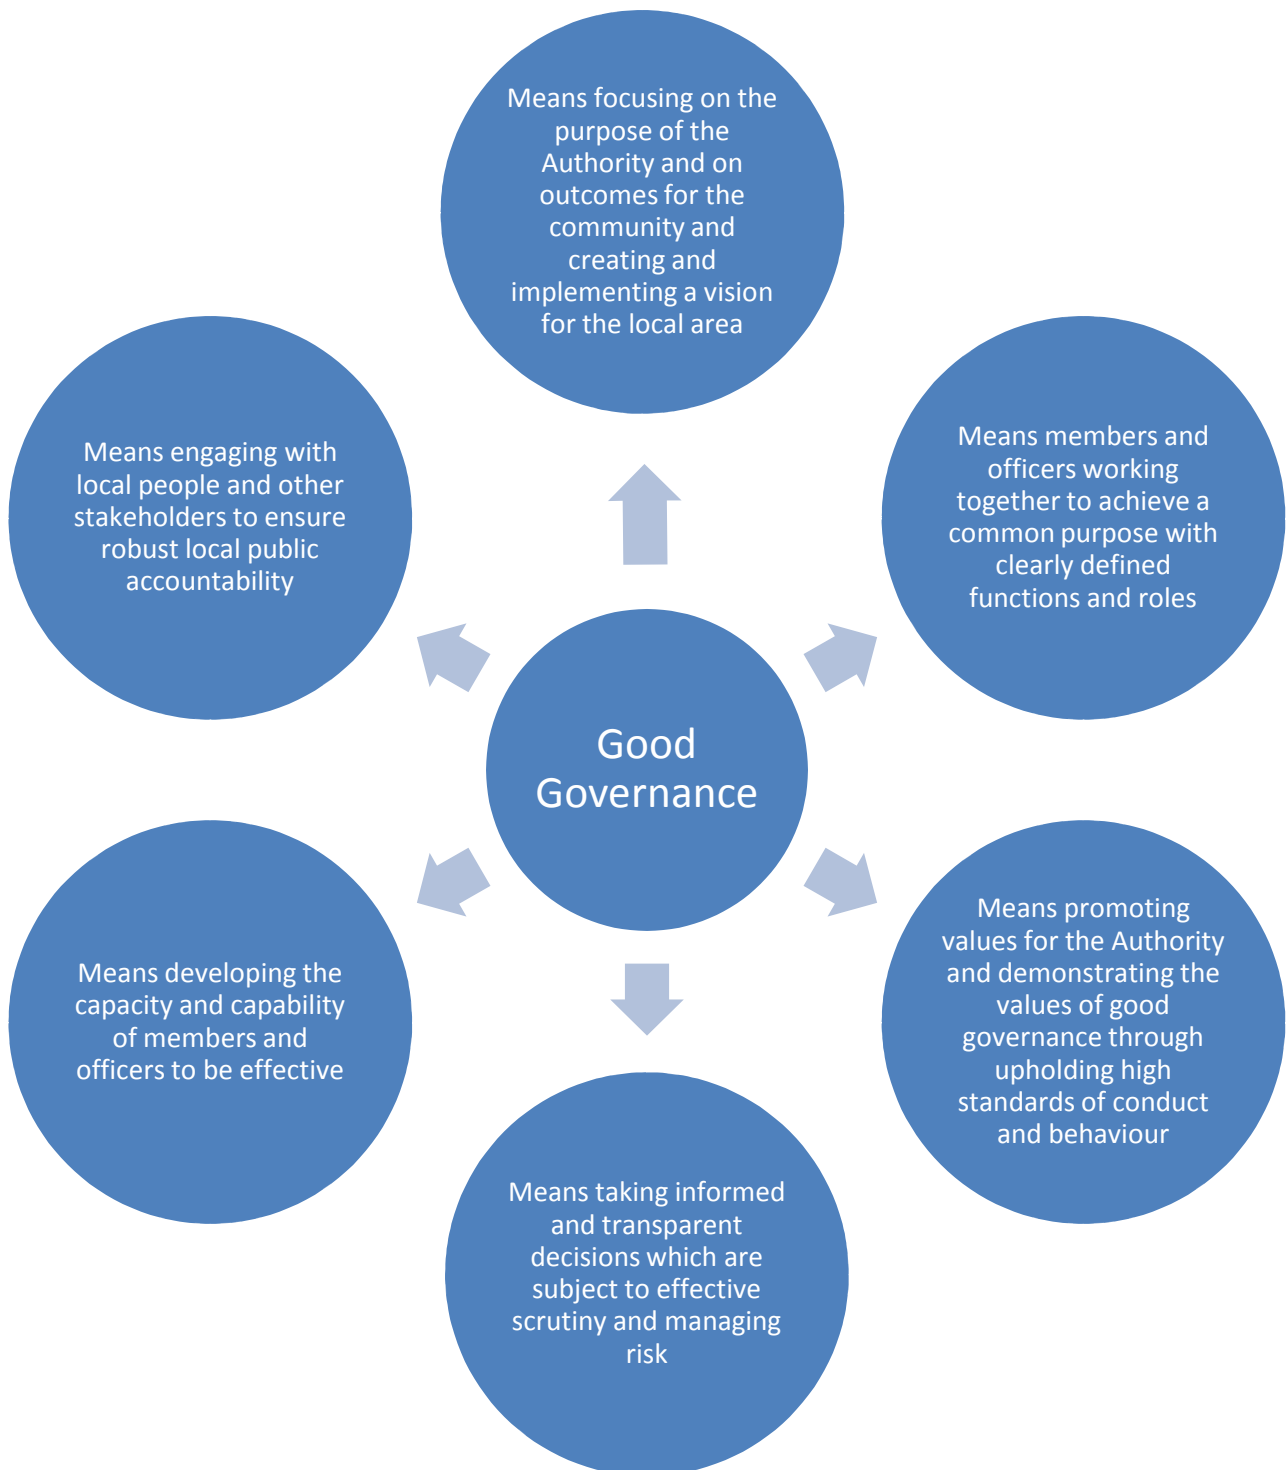 Means focusing on the
purpose of the
Authority and on
outcomes for the
community and
creating and
implementing a vision
for the local area
Means members and
officers working
together to achieve a
common purpose with
clearly defined
functions and roles
Means promoting
values for the Authority
and demonstrating the
values of good
governance through
upholding high
standards of conduct
and behaviour
Means taking informed
and transparent
decisions which are
subject to effective
scrutiny and managing
risk
Means developing the
capacity and capability
of members and
officers to be effective
Means engaging with
local people and other
stakeholders to ensure
robust local public
accountability
Good
Governance